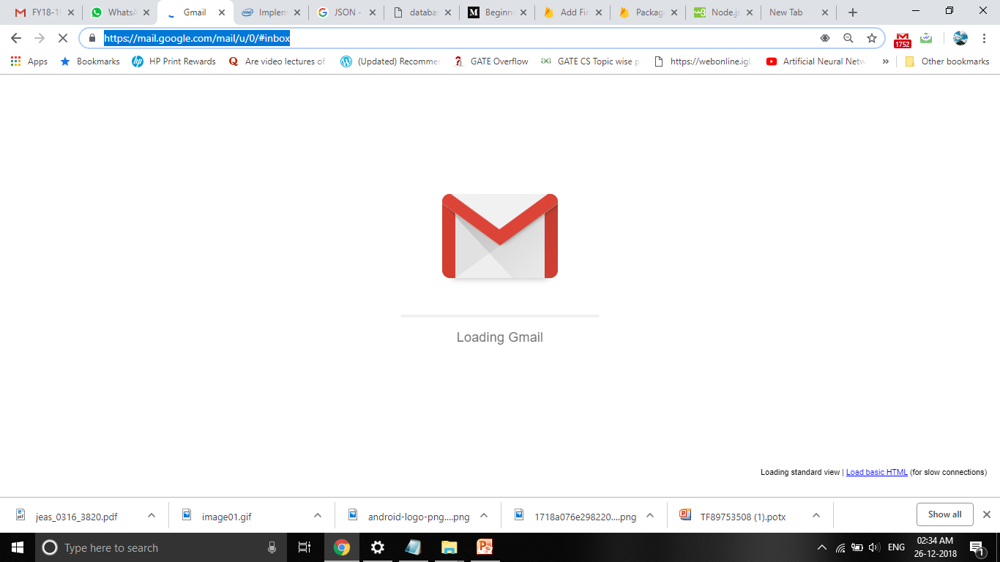 FY18-1
WhatsA
Gmail
Implem
JSON -
databa
Beginn
Add Fir
Package
Node.js
New Tab
https://mail.google.com/mail/u/0/#inbox
1752
Apps
Bookmarks
HP Print Rewards
Are video lectures of
(Updated) Recomme
GATE Overflow
GATE CS Topic wise p
https://webonline.igl
Artificial Neural Netw
Other bookmarks
Loading Gmail
Loading standard view | Load basic HTML (for slow connections)
jeas_0316_3820.pdf
image01.gif
android-logo-png....png
1718a076e298220....png
TF89753508 (1).potx
Show all
Type here to search
ENG
02:34 AM
26-12-2018
1